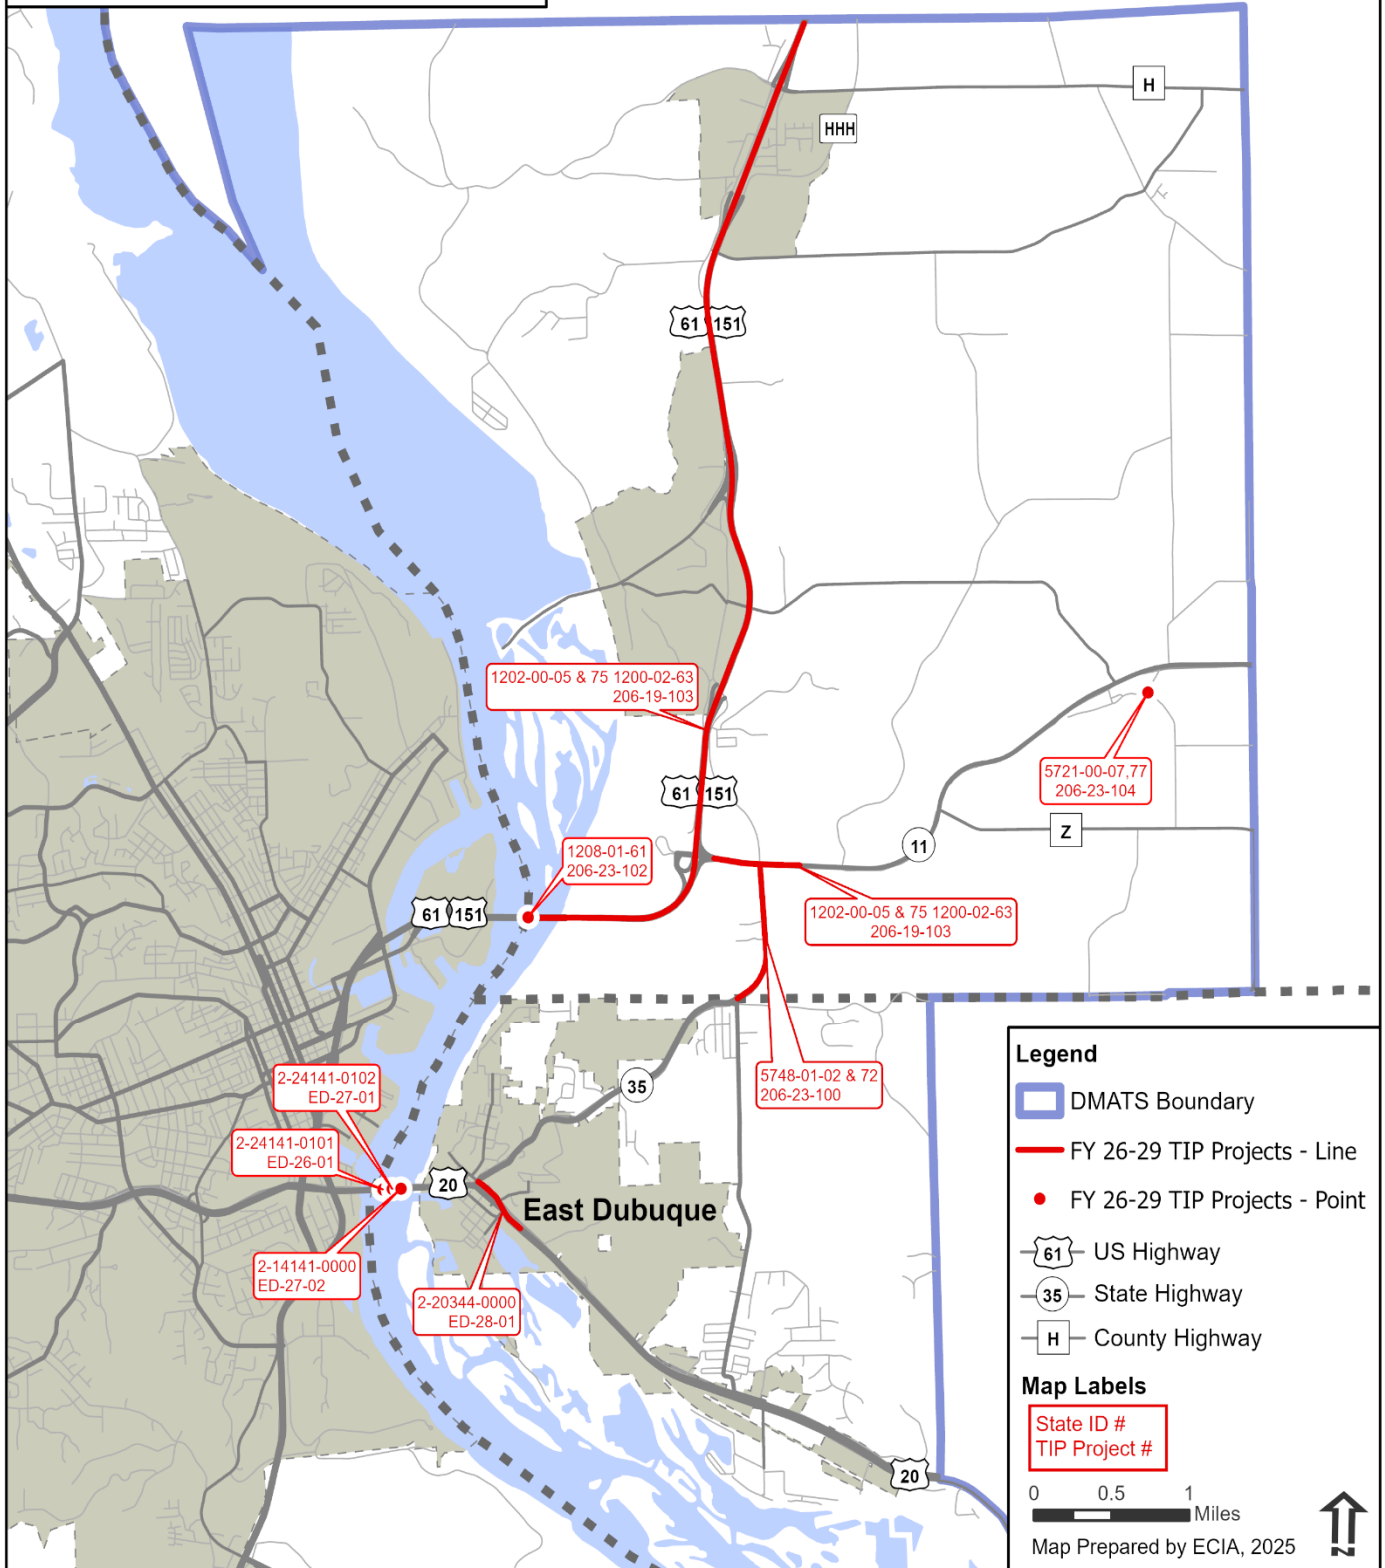 H
HHH
61 151
1202-00-05 & 75 1200-02-63
206-19-103
61 151
5721-00-07,77
206-23-104
Z
11
1208-01-61
206-23-102
61 151
1202-00-05 & 75 1200-02-63
206-19-103
5748-01-02 & 72
206-23-100
35
2-24141-0102
ED-27-01
2-24141-0101
ED-26-01
20
East Dubuque
2-14141-0000
ED-27-02
2-20344-0000
ED-28-01
20
Legend
DMATS Boundary
FY 26-29 TIP Projects - Line
FY 26-29 TIP Projects - Point
61 US Highway
35 State Highway
H County Highway
Map Labels
State ID #
TIP Project #
0 0.5 1
Miles
Map Prepared by ECIA, 2025
N